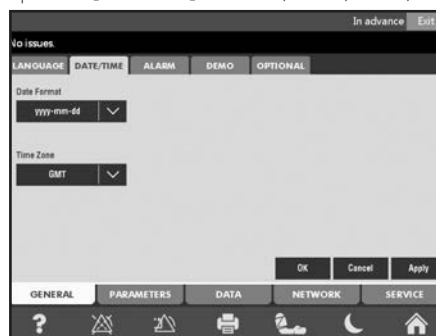 In advance Exit
No issues.
LANGUAGE DATE/TIME ALARM DEMO OPTIONAL
Date Format
yyyy-mm-dd
Time Zone
GMT
OK Cancel Apply
GENERAL PARAMETERS DATA NETWORK SERVICE
?